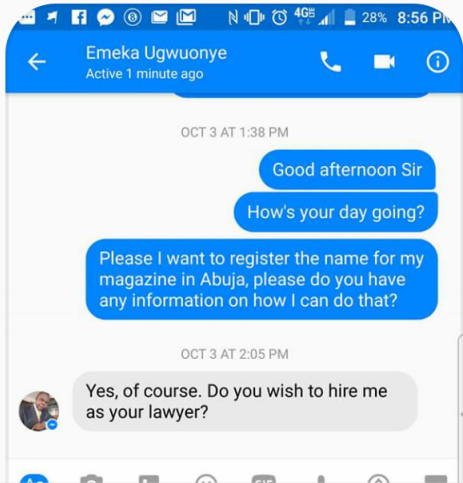 4G 28% 8:56 PM
Emeka Ugwuonye
Active 1 minute ago
OCT 3 AT 1:38 PM
Good afternoon Sir
How's your day going?
Please I want to register the name for my
magazine in Abuja, please do you have
any information on how I can do that?
OCT 3 AT 2:05 PM
Yes, of course. Do you wish to hire me
as your lawyer?
Aa GIF